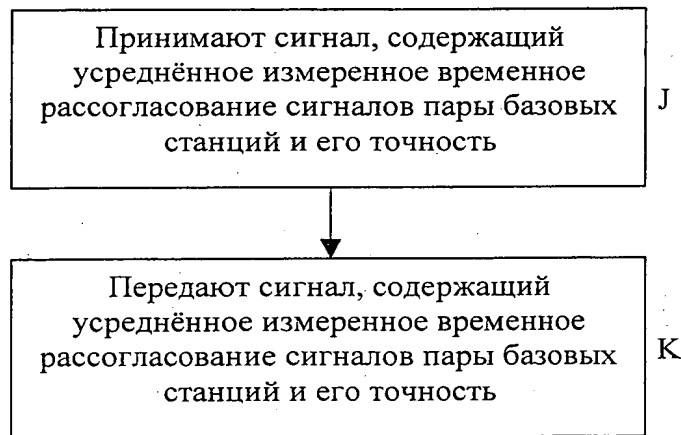 Принимают сигнал, содержащий
усреднённое измеренное временное
рассогласование сигналов пары базовых
станций и его точность
J
Передают сигнал, содержащий
усреднённое измеренное временное
рассогласование сигналов пары базовых
станций и его точность
K